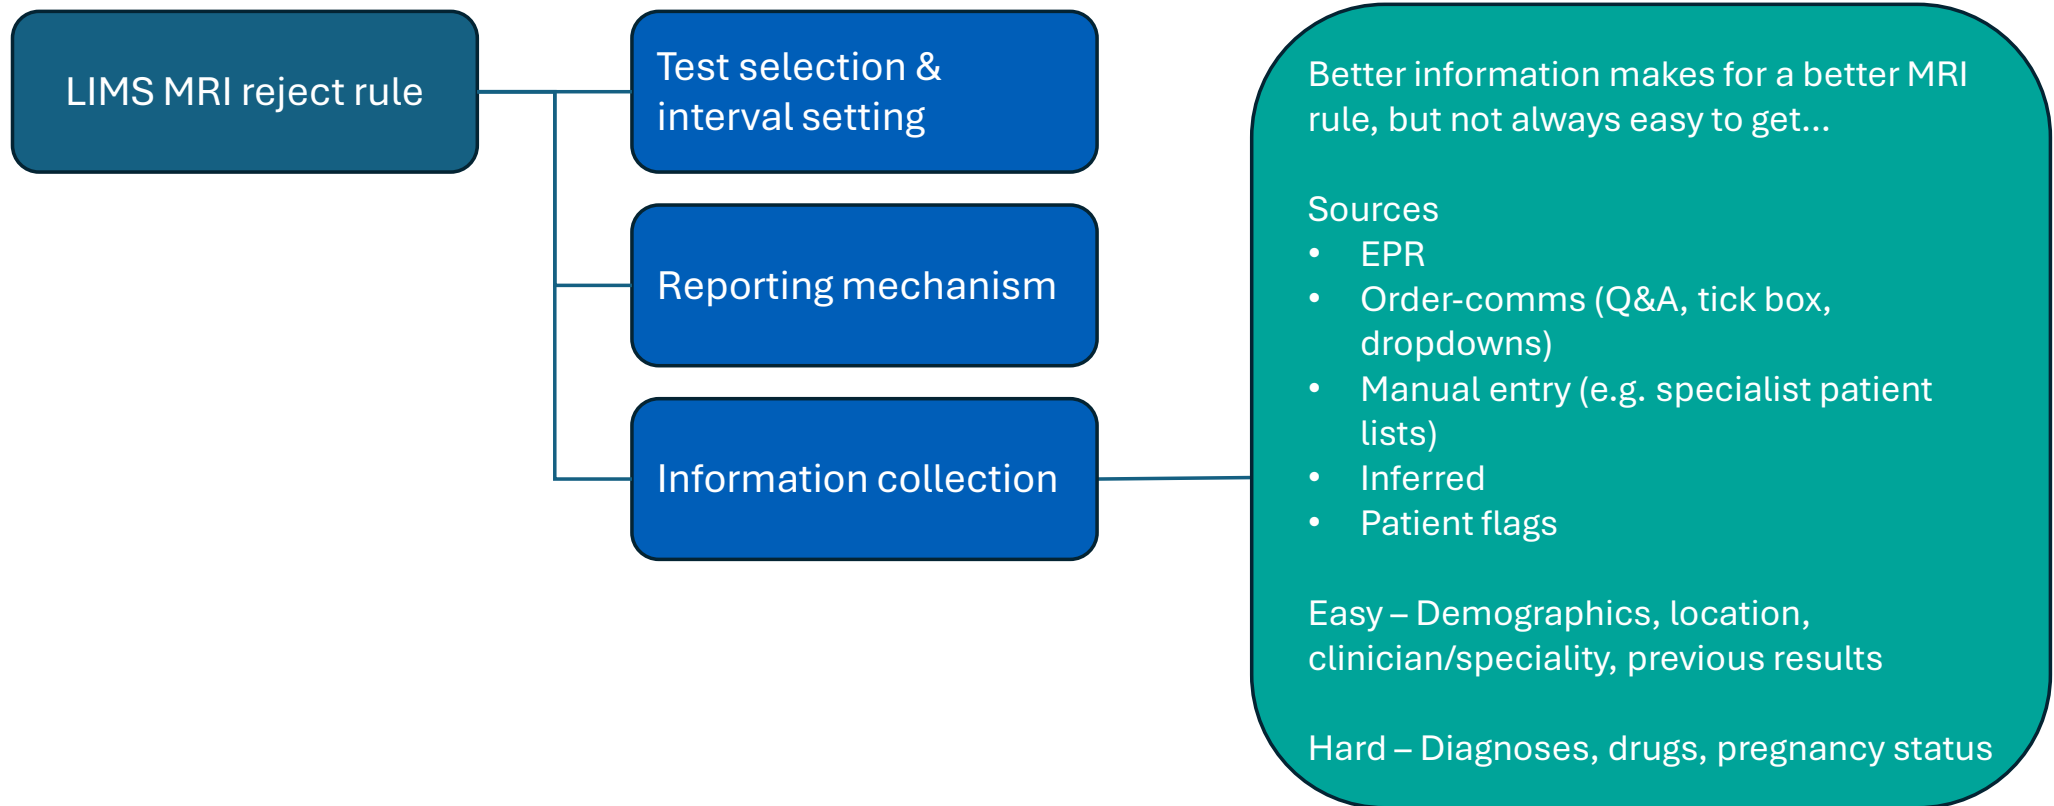 LIMS MRI reject rule
Test selection &
interval setting
Reporting mechanism
Information collection
Better information makes for a better MRI
rule, but not always easy to get...
Sources
• EPR
• Order-comms (Q&A, tick box,
dropdowns)
• Manual entry (e.g. specialist patient
lists)
• Inferred
• Patient flags
Easy – Demographics, location,
clinician/speciality, previous results
Hard – Diagnoses, drugs, pregnancy status